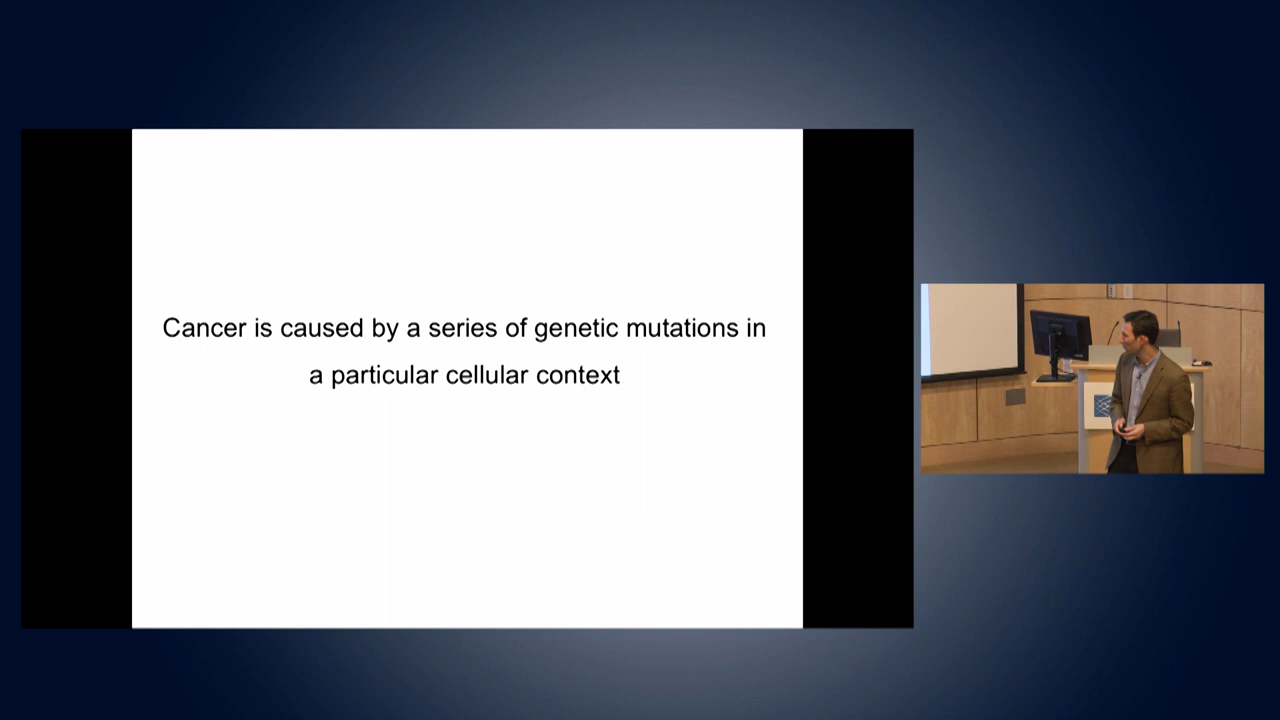 Cancer is caused by a series of genetic mutations in
a particular cellular context